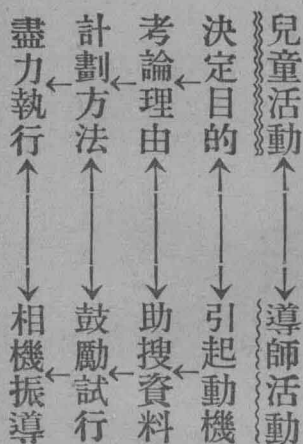 兒童活動 ←→ 導師活動
決定目的 ←→ 引起動機
考論理由 ←→ 助搜資料
計劃方法 ←→ 鼓勵試行
盡力執行 ←→ 相機振導